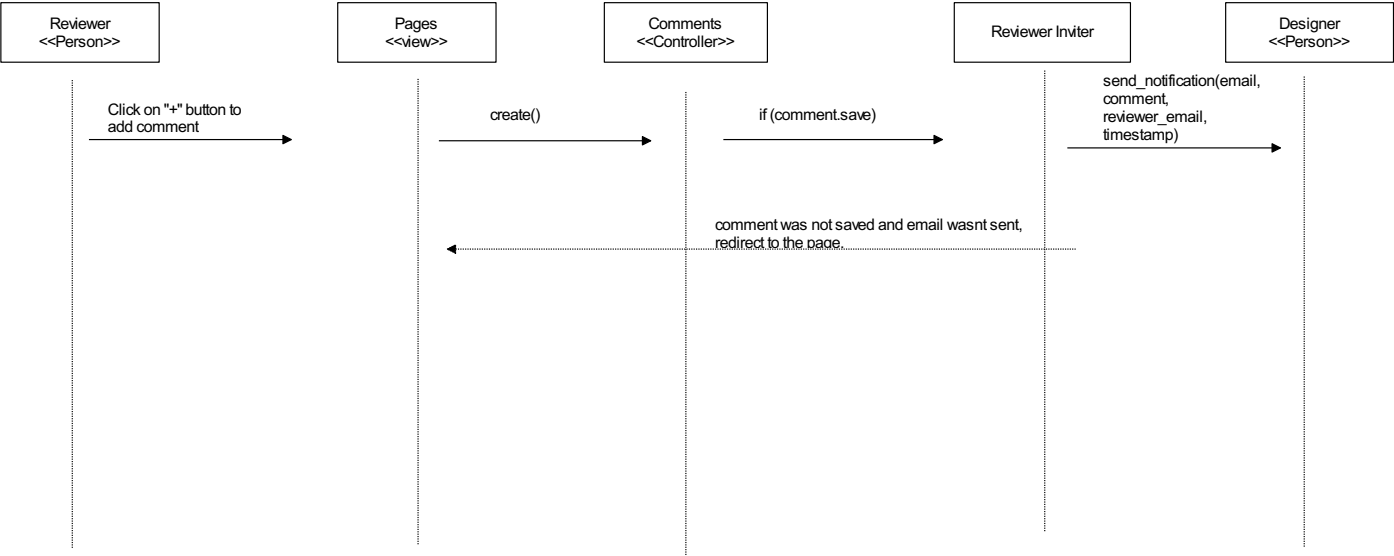 Reviewer
<<Person>>
Pages
<<view>>
Comments
<<Controller>>
Reviewer Inviter
Designer
<<Person>>
Click on "+" button to
add comment
create()
if (comment.save)
send_notification(email,
comment,
reviewer_email,
timestamp)
comment was not saved and email wasnt sent,
redirect to the page.